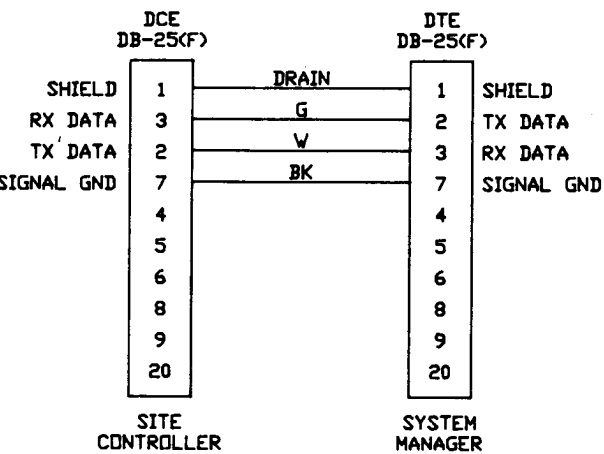 DCE DTE
DB-25(F) DB-25(F)
SHIELD 1 DRAIN 1 SHIELD
RX DATA 3 G 2 TX DATA
TX DATA 2 W 3 RX DATA
SIGNAL GND 7 BK 7 SIGNAL GND
4 4
5 5
6 6
8 8
9 9
20 20
SITE SYSTEM
CONTROLLER MANAGER